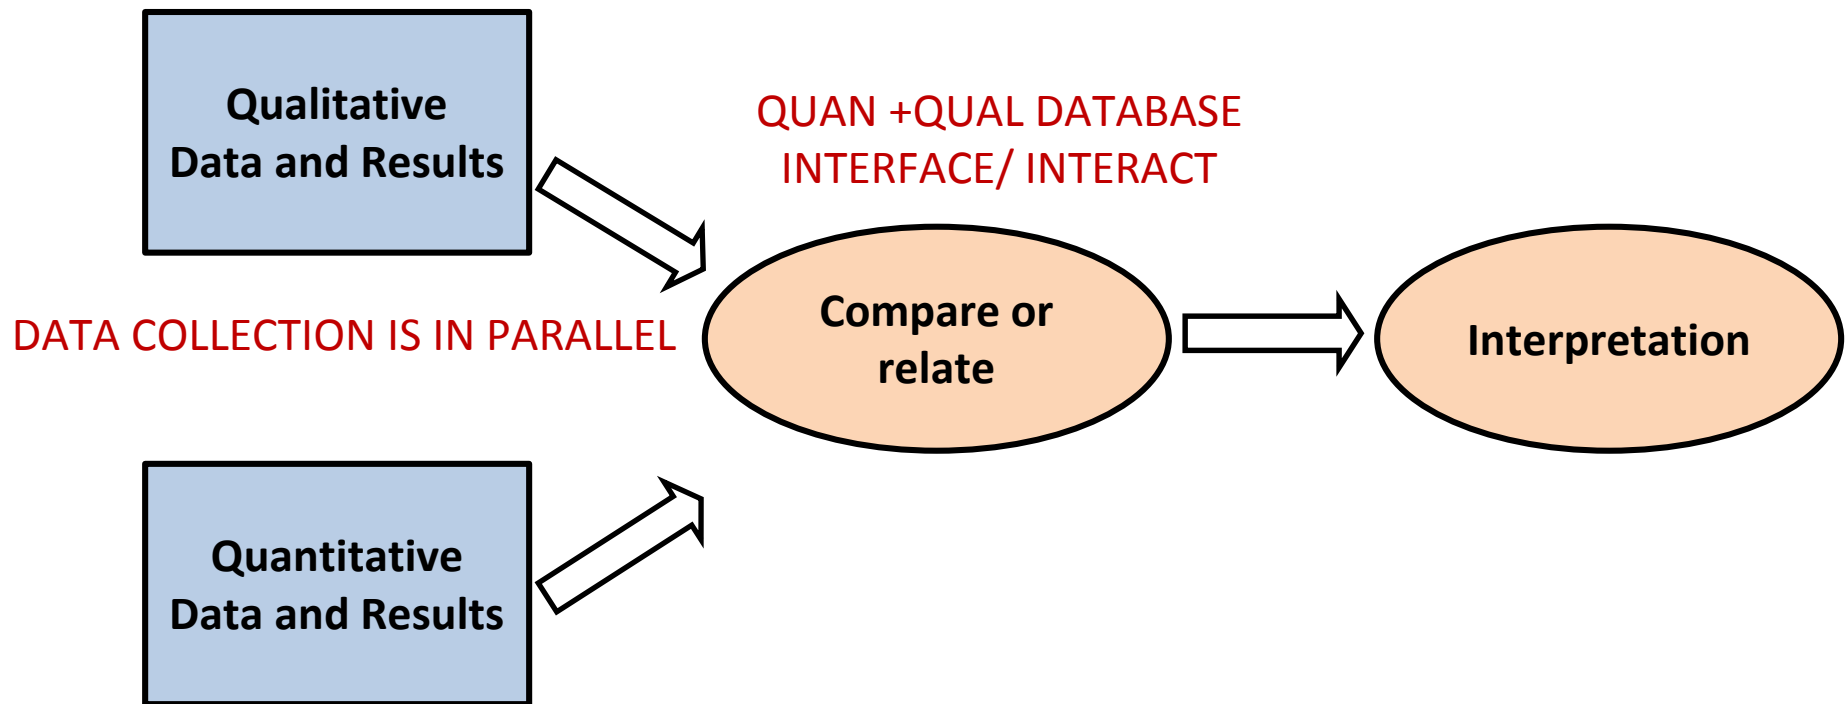 Qualitative
Data and Results
QUAN +QUAL DATABASE
INTERFACE/ INTERACT
DATA COLLECTION IS IN PARALLEL
Compare or
relate
Interpretation
Quantitative
Data and Results